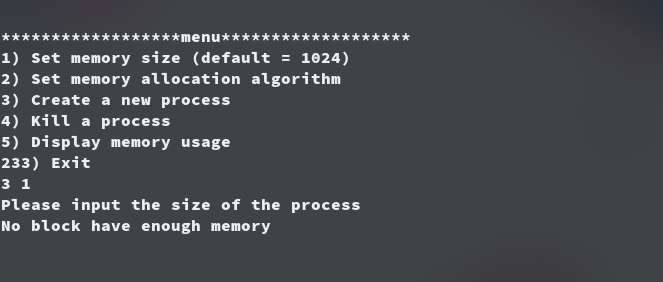 ******************menu*******************
1) Set memory size (default = 1024)
2) Set memory allocation algorithm
3) Create a new process
4) Kill a process
5) Display memory usage
233) Exit
3 1
Please input the size of the process
No block have enough memory